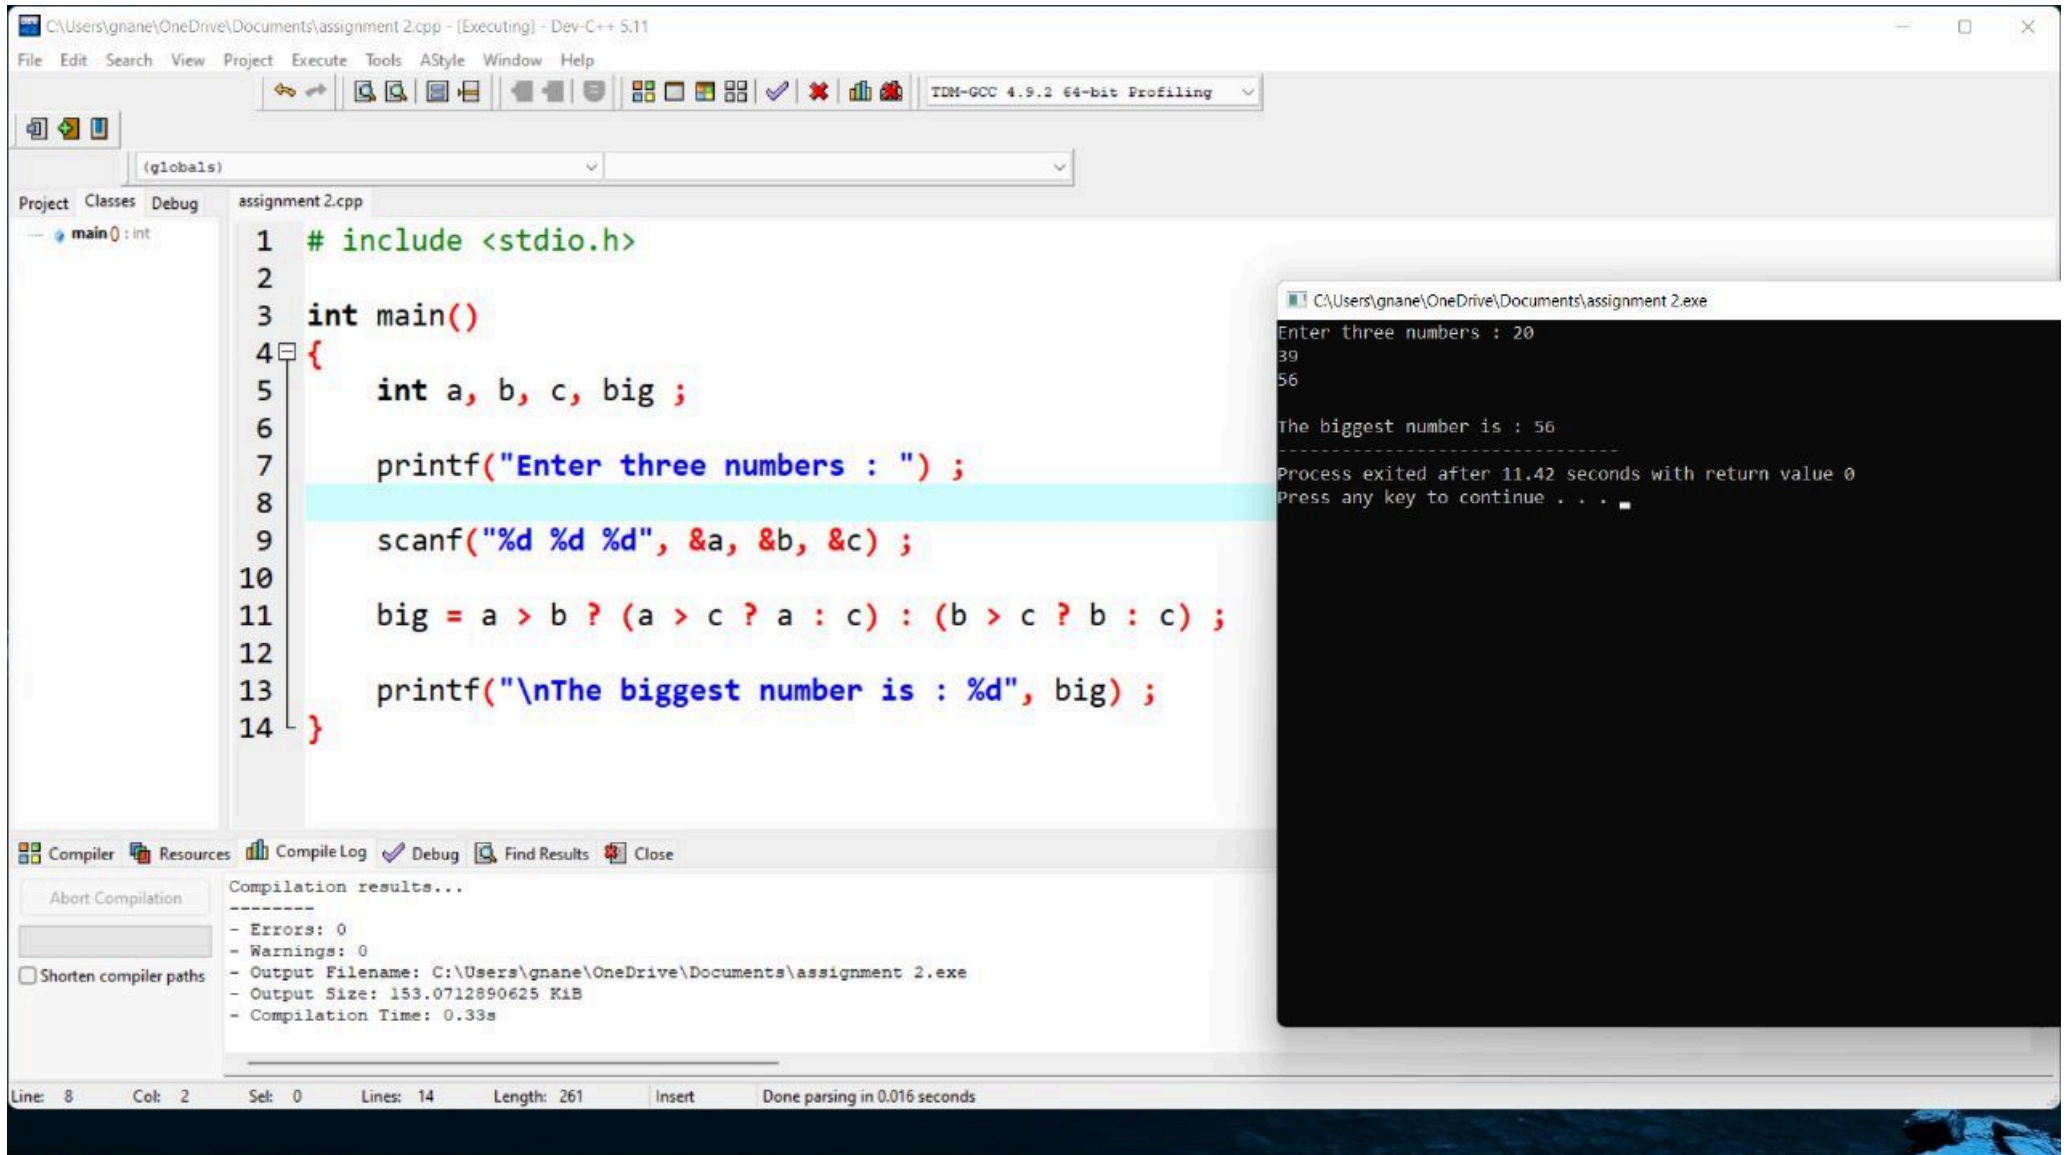 C:\Users\gnane\OneDrive\Documents\assignment 2.cpp - [Executing] - Dev-C++ 5.11
File Edit Search View Project Execute Tools AStyle Window Help
TDM-GCC 4.9.2 64-bit Profiling
(globals)
Project Classes Debug
assignment 2.cpp
main () : int
1 # include <stdio.h>
2
3 int main()
4 {
5 int a, b, c, big ;
6
7 printf("Enter three numbers : ") ;
8
9 scanf("%d %d %d", &a, &b, &c) ;
10
11 big = a > b ? (a > c ? a : c) : (b > c ? b : c) ;
12
13 printf("\nThe biggest number is : %d", big) ;
14 }
C:\Users\gnane\OneDrive\Documents\assignment 2.exe
Enter three numbers : 20
39
56
The biggest number is : 56
--------------------------------
Process exited after 11.42 seconds with return value 0
Press any key to continue . . .
Compiler Resources Compile Log Debug Find Results Close
Abort Compilation
Shorten compiler paths
Compilation results...
--------
- Errors: 0
- Warnings: 0
- Output Filename: C:\Users\gnane\OneDrive\Documents\assignment 2.exe
- Output Size: 153.0712890625 KiB
- Compilation Time: 0.33s
Line: 8 Col: 2 Sel: 0 Lines: 14 Length: 261 Insert Done parsing in 0.016 seconds